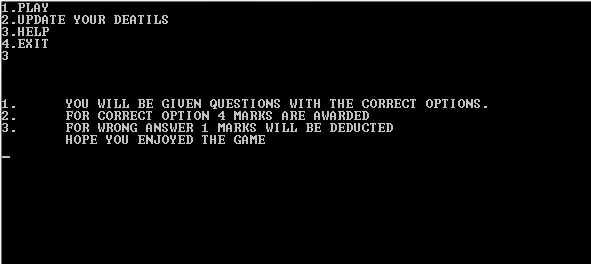 1.PLAY
2.UPDATE YOUR DEATILS
3.HELP
4.EXIT
3
1. YOU WILL BE GIVEN QUESTIONS WITH THE CORRECT OPTIONS.
2. FOR CORRECT OPTION 4 MARKS ARE AWARDED
3. FOR WRONG ANSWER 1 MARKS WILL BE DEDUCTED
HOPE YOU ENJOYED THE GAME